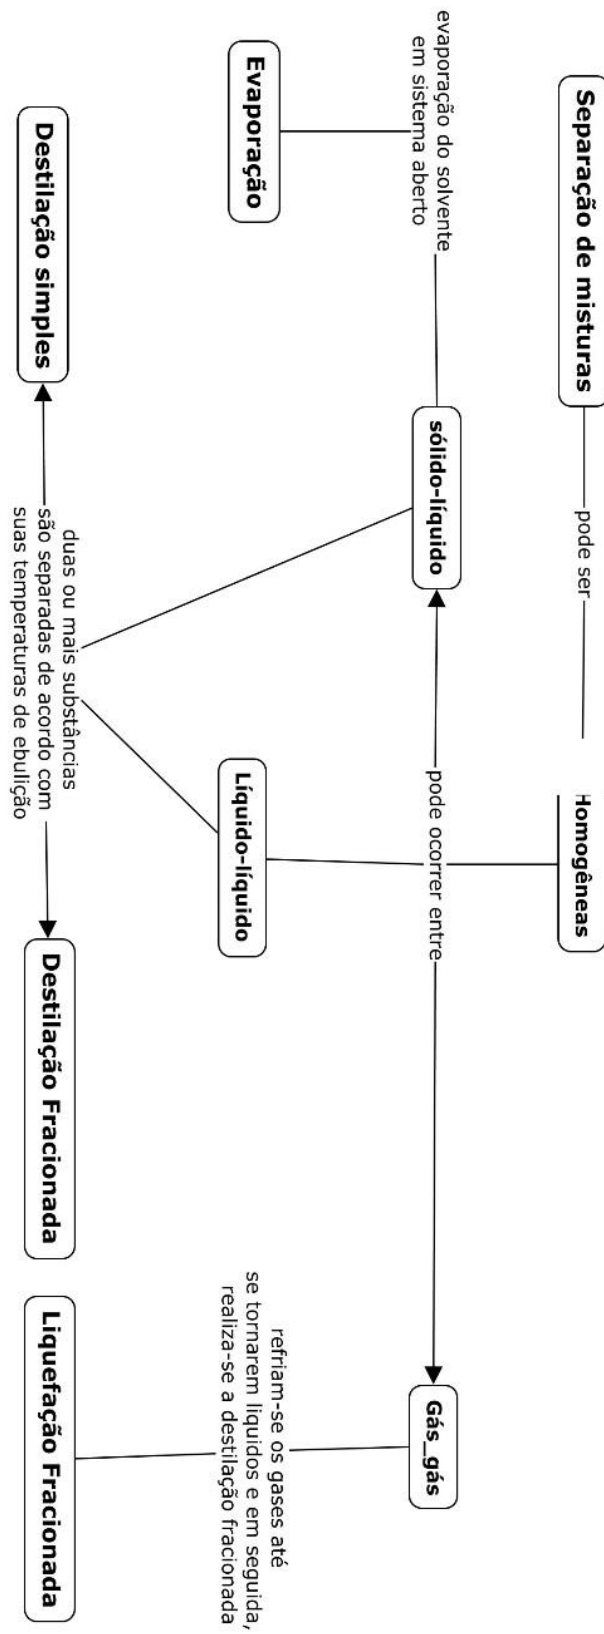 Separação de misturas
pode ser
Homogêneas
pode ocorrer entre
sólido-líquido
Líquido-líquido
Gás_gás
evaporação do solvente
em sistema aberto
Evaporação
duas ou mais substâncias
são separadas de acordo com
suas temperaturas de ebulição
Destilação simples
Destilação Fracionada
refriam-se os gases até
se tornarem liquidos e em seguida,
realiza-se a destilação fracionada
Liquefação Fracionada